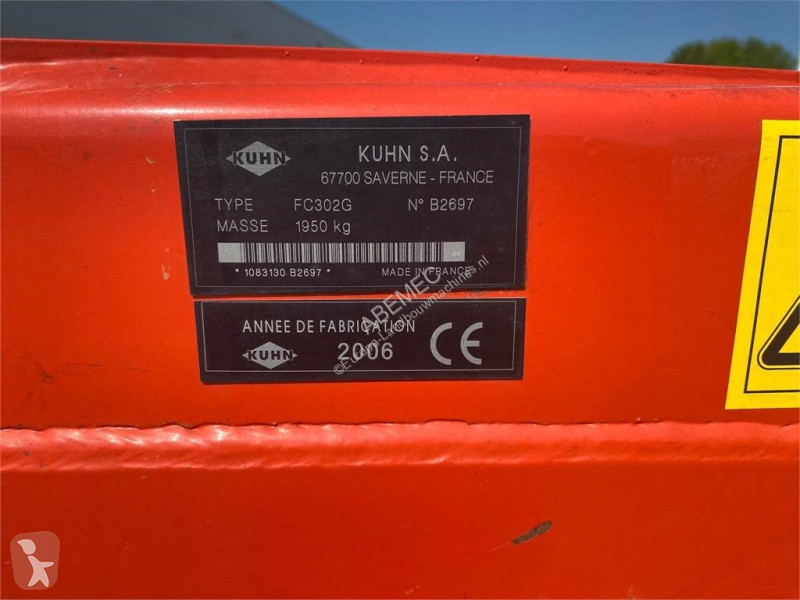 KUHN
KUHN S.A.
67700 SAVERNE - FRANCE
TYPE FC302G N° B2697
MASSE 1950 kg
* 1083130 B2697 * MADE IN FRANCE
ANNEE DE FABRICATION
KUHN 2006 CE
ABEMEC